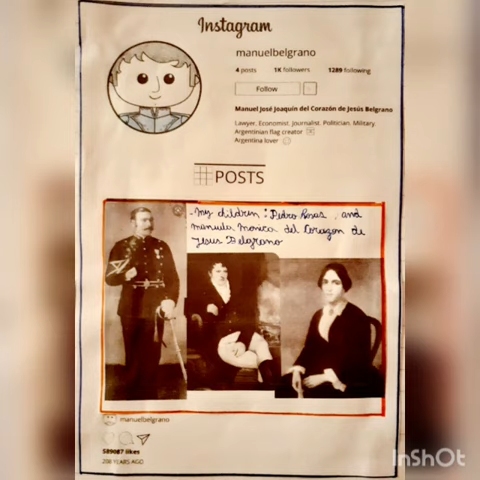 Instagram
manuelbelgrano
4 posts 1K followers 1289 following
Follow
Manuel José Joaquín del Corazón de Jesús Belgrano
Lawyer. Economist. Journalist. Politician. Military.
Argentinian flag creator
Argentina lover
POSTS
- My children: Pedro Rosas, and
manuela Monica del Corazon de
Jesus Belgrano
manuelbelgrano
589087 likes
200 YEARS AGO
InShOt